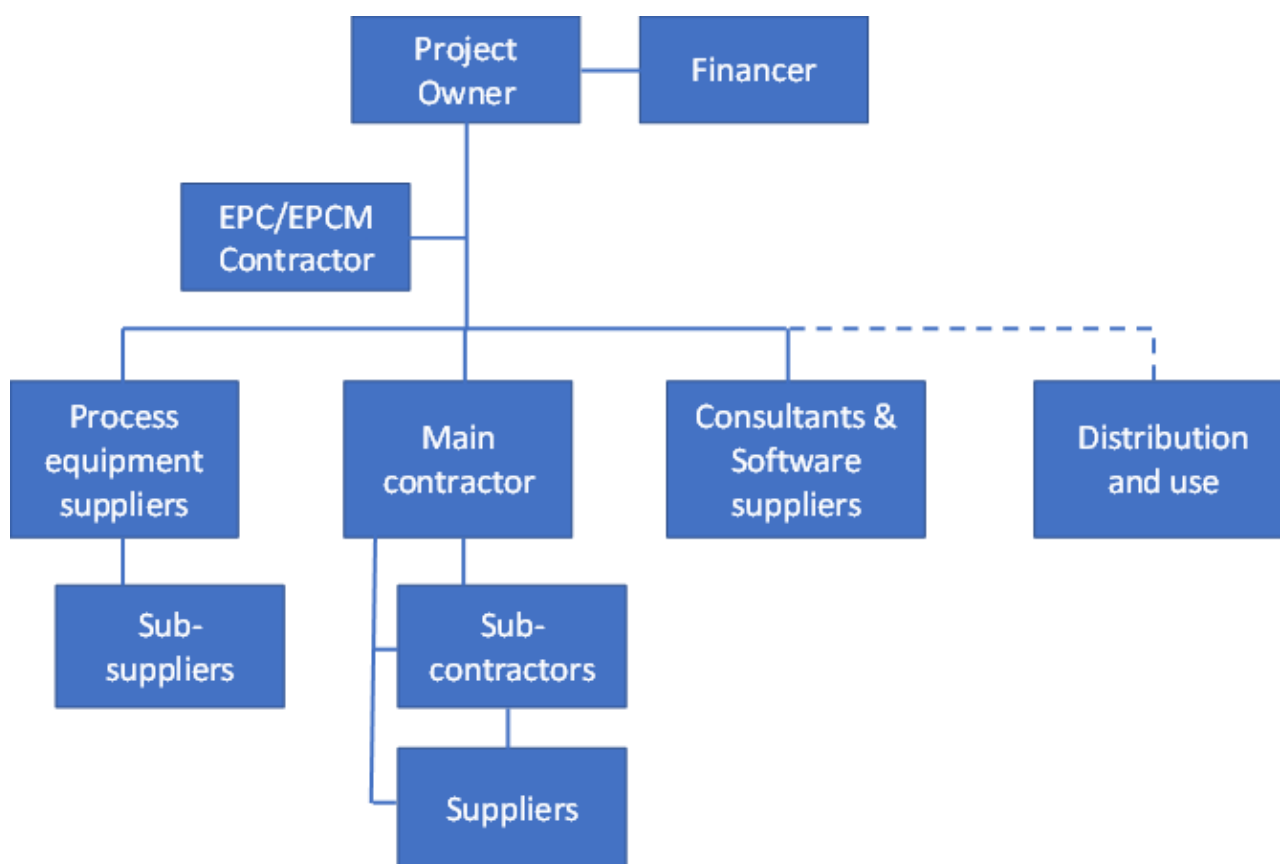 Project
Owner
Financer
EPC/EPCM
Contractor
Process
equipment
suppliers
Main
contractor
Consultants &
Software
suppliers
Distribution
and use
Sub-
suppliers
Sub-
contractors
Suppliers